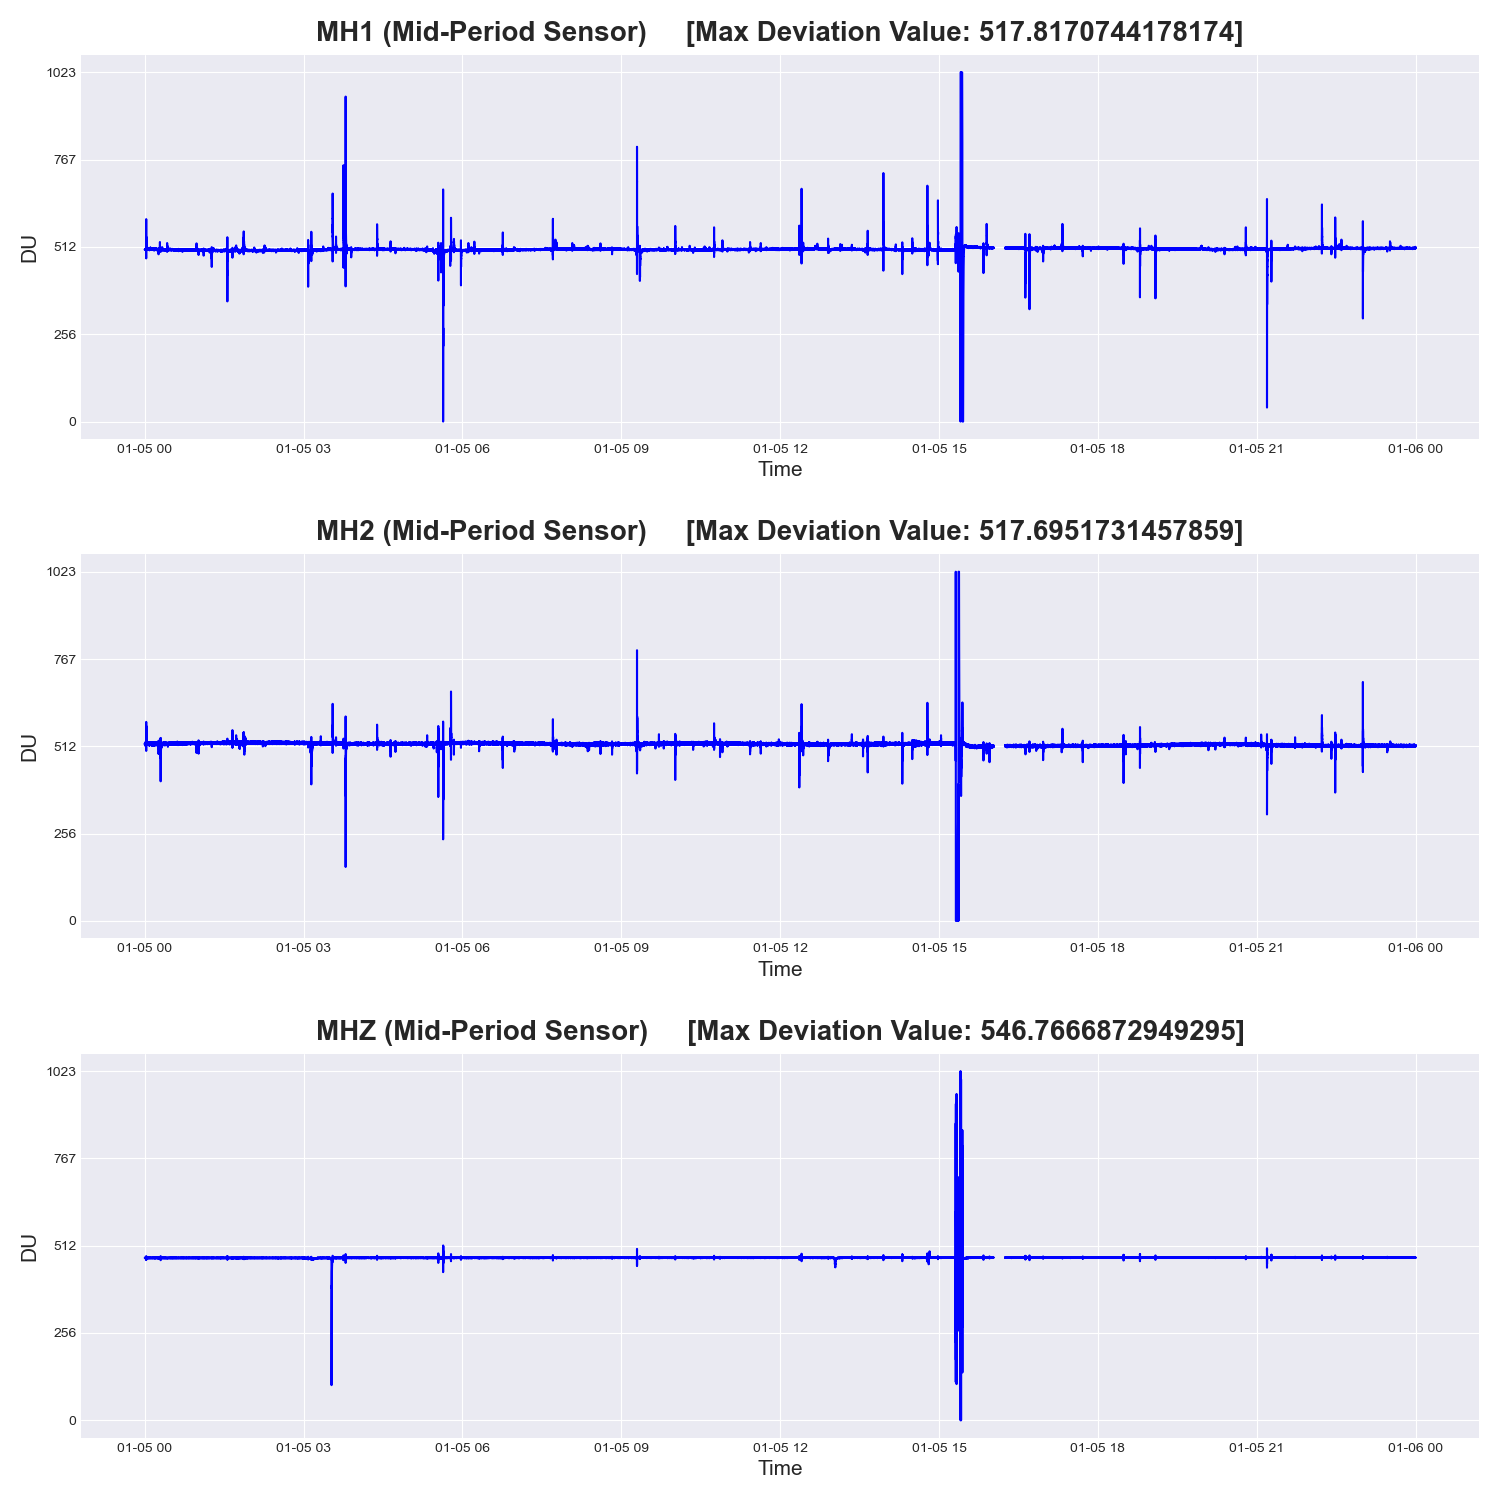 MH1 (Mid-Period Sensor)     [Max Deviation Value: 517.8170744178174]
1023
767
512
256
0
DU
01-05 00 01-05 03 01-05 06 01-05 09 01-05 12 01-05 15 01-05 18 01-05 21 01-06 00
Time
MH2 (Mid-Period Sensor)     [Max Deviation Value: 517.6951731457859]
1023
767
512
256
0
DU
01-05 00 01-05 03 01-05 06 01-05 09 01-05 12 01-05 15 01-05 18 01-05 21 01-06 00
Time
MHZ (Mid-Period Sensor)     [Max Deviation Value: 546.7666872949295]
1023
767
512
256
0
DU
01-05 00 01-05 03 01-05 06 01-05 09 01-05 12 01-05 15 01-05 18 01-05 21 01-06 00
Time